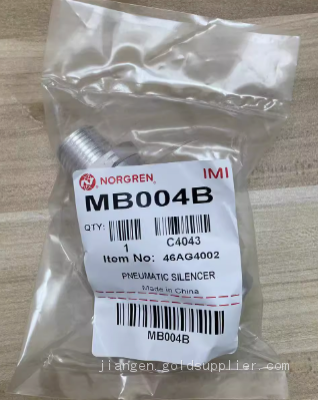 NORGREN IMI
MB004B
QTY:
1 C4043
Item No: 46AG4002
PNEUMATIC SILENCER
Made in China
MB004B
jiangen.goldsupplier.com